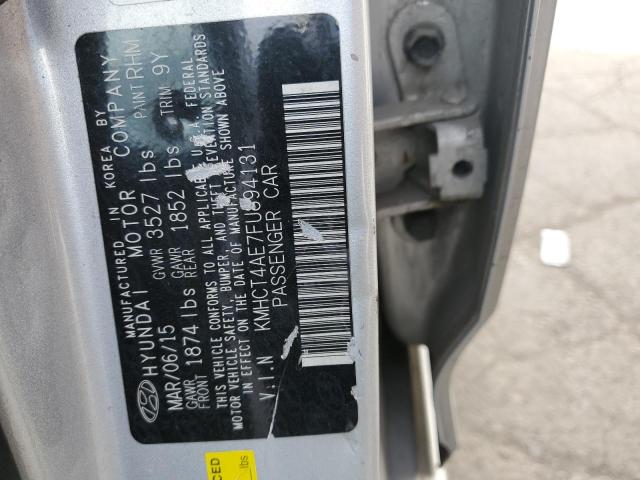 MANUFACTURED IN KOREA BY
HYUNDAI MOTOR COMPANY
MAR/06/15 GVWR 3527 lbs PAINT RHM
GAWR FRONT 1874 lbs GAWR REAR 1852 lbs TRIM 9Y
THIS VEHICLE CONFORMS TO ALL APPLICABLE U.S.A. FEDERAL
MOTOR VEHICLE SAFETY, BUMPER, AND THEFT PREVENTION STANDARDS
IN EFFECT ON THE DATE OF MANUFACTURE SHOWN ABOVE
V.I.N KMHCT4AE7FU894131
PASSENGER CAR
lbs